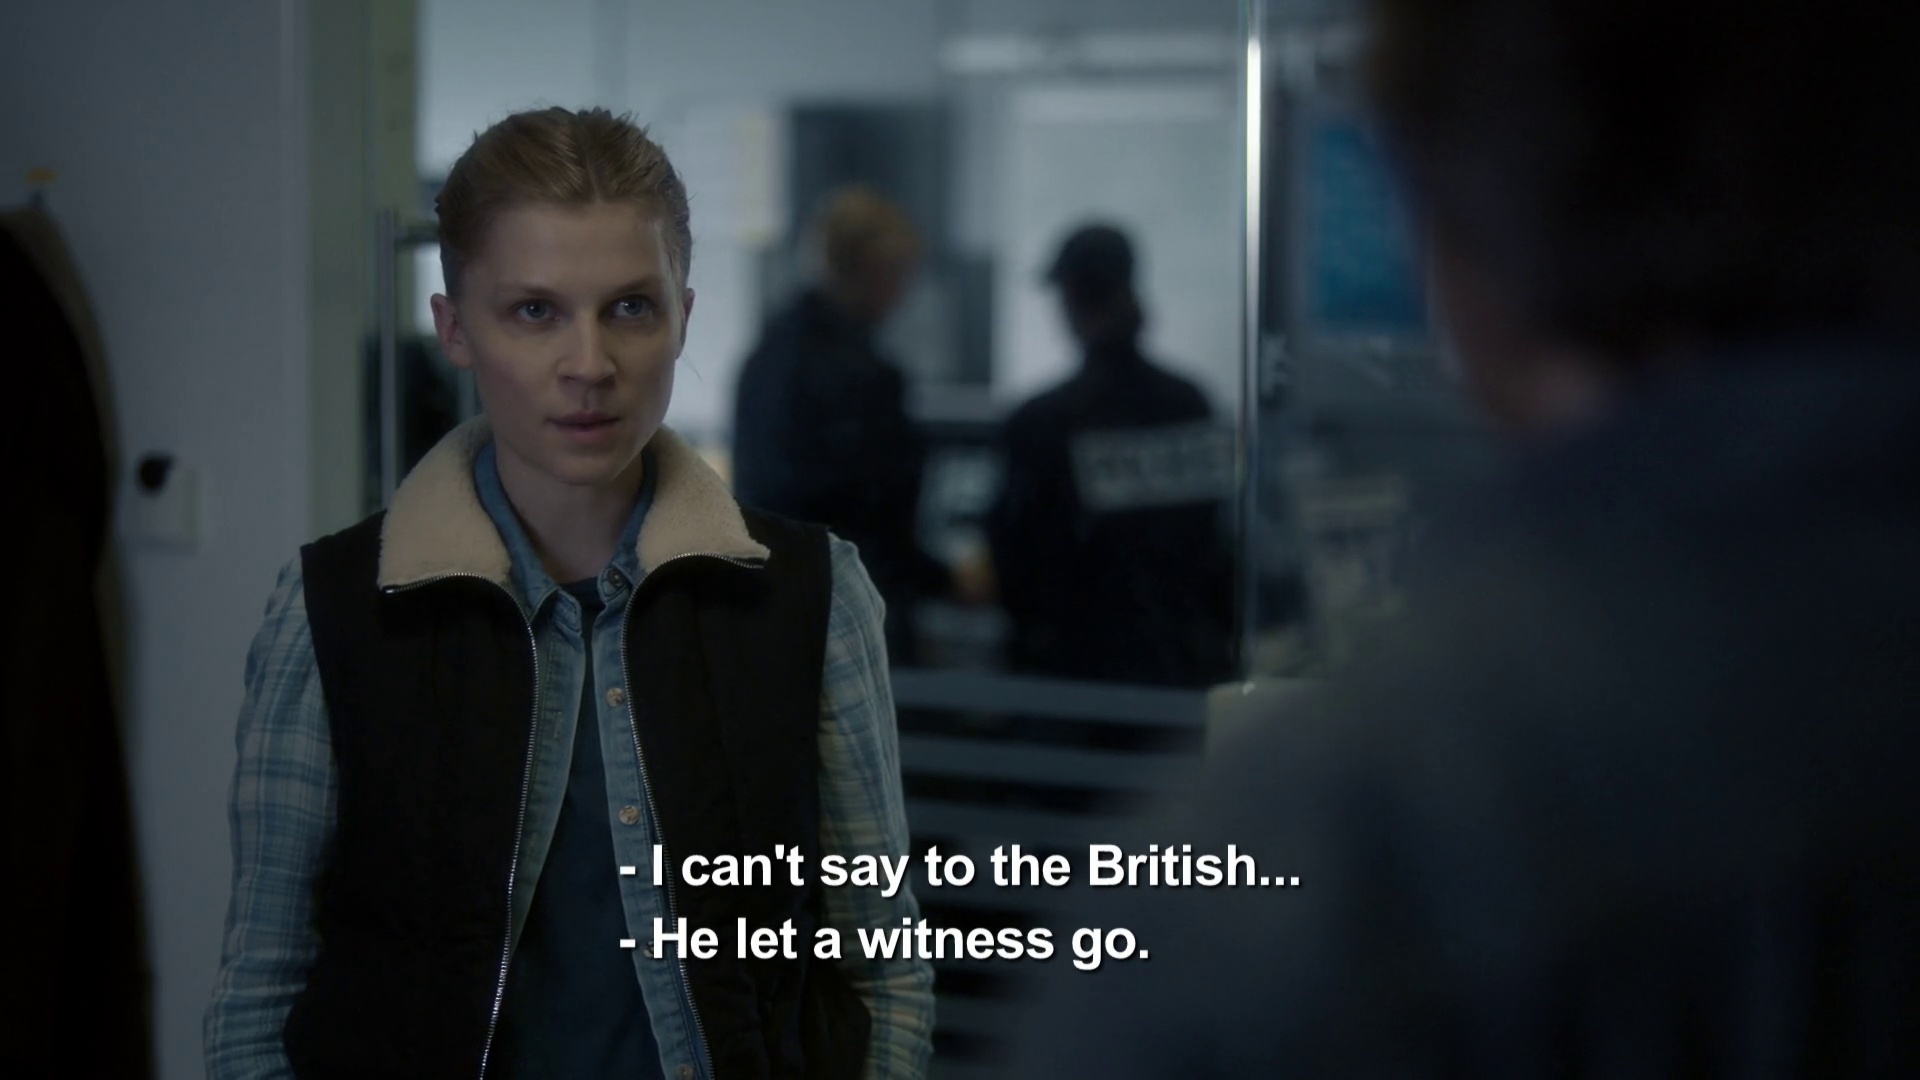 - I can't say to the British...
- He let a witness go.